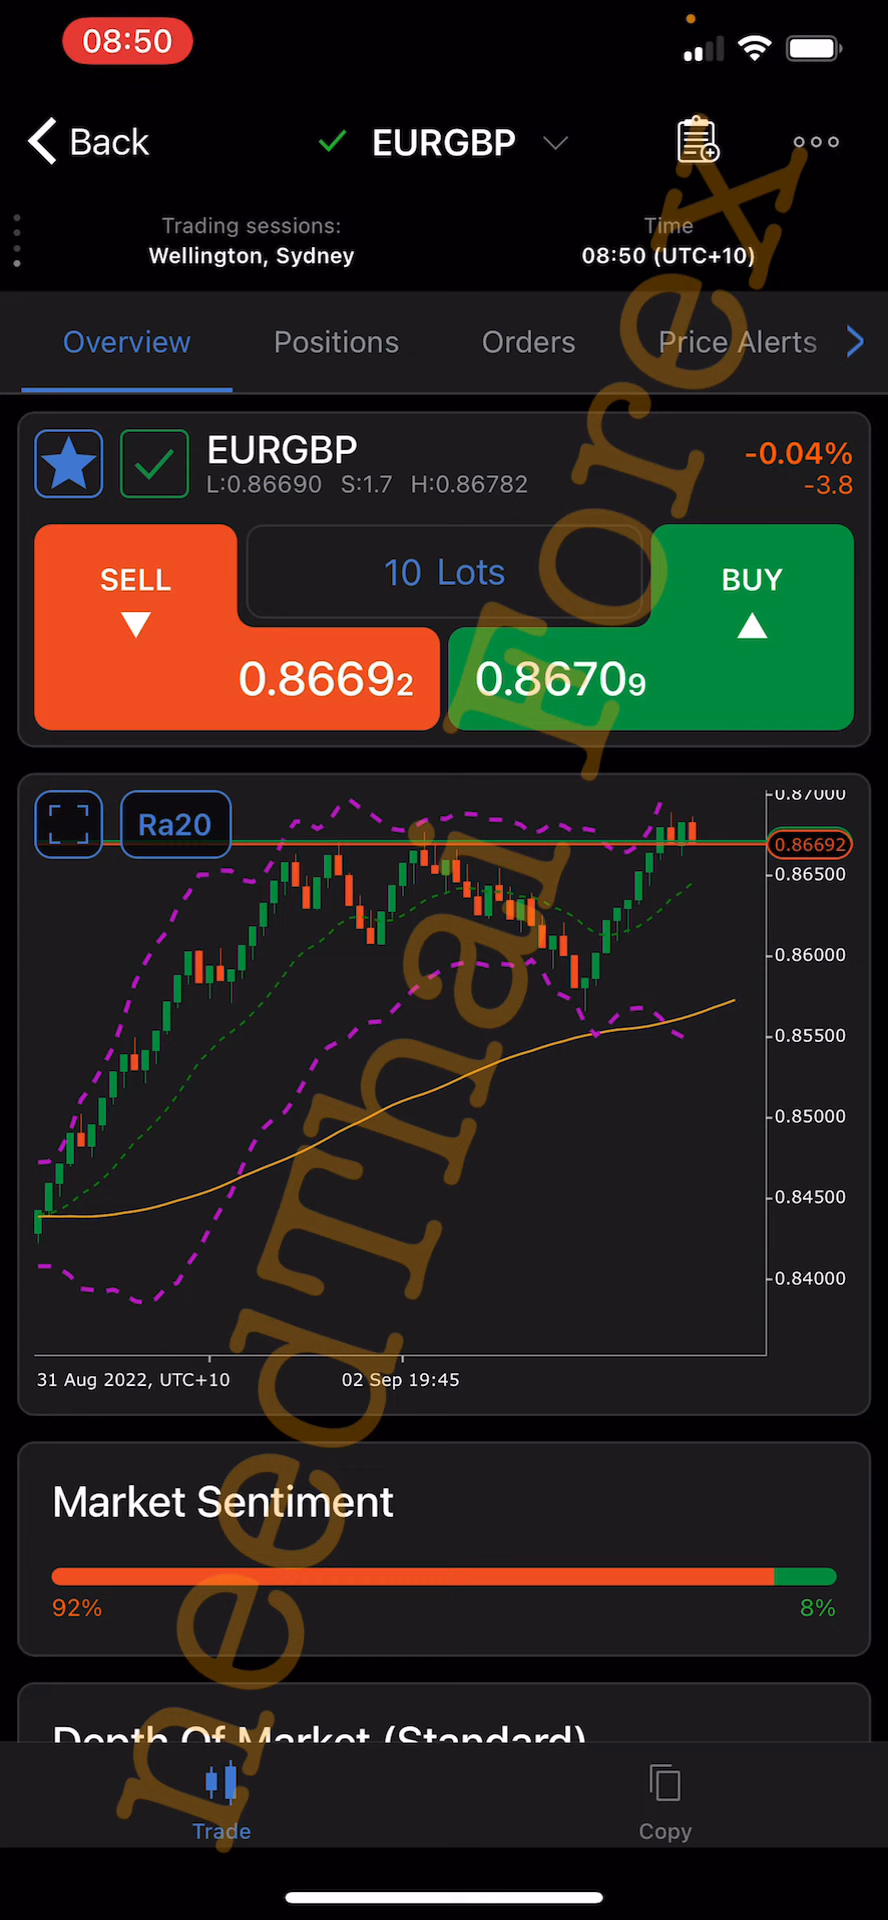 08:50
Back EURGBP
Trading sessions: Time
Wellington, Sydney 08:50 (UTC+10)
Overview Positions Orders Price Alerts
EURGBP -0.04%
L:0.86690 S:1.7 H:0.86782 -3.8
10 Lots
SELL BUY
0.86692 0.86709
Ra20
0.87000
0.86692
0.86500
0.86000
0.85500
0.85000
0.84500
0.84000
31 Aug 2022, UTC+10 02 Sep 19:45
Market Sentiment
92% 8%
Depth Of Market (Standard)
Trade Copy
needThai Forex